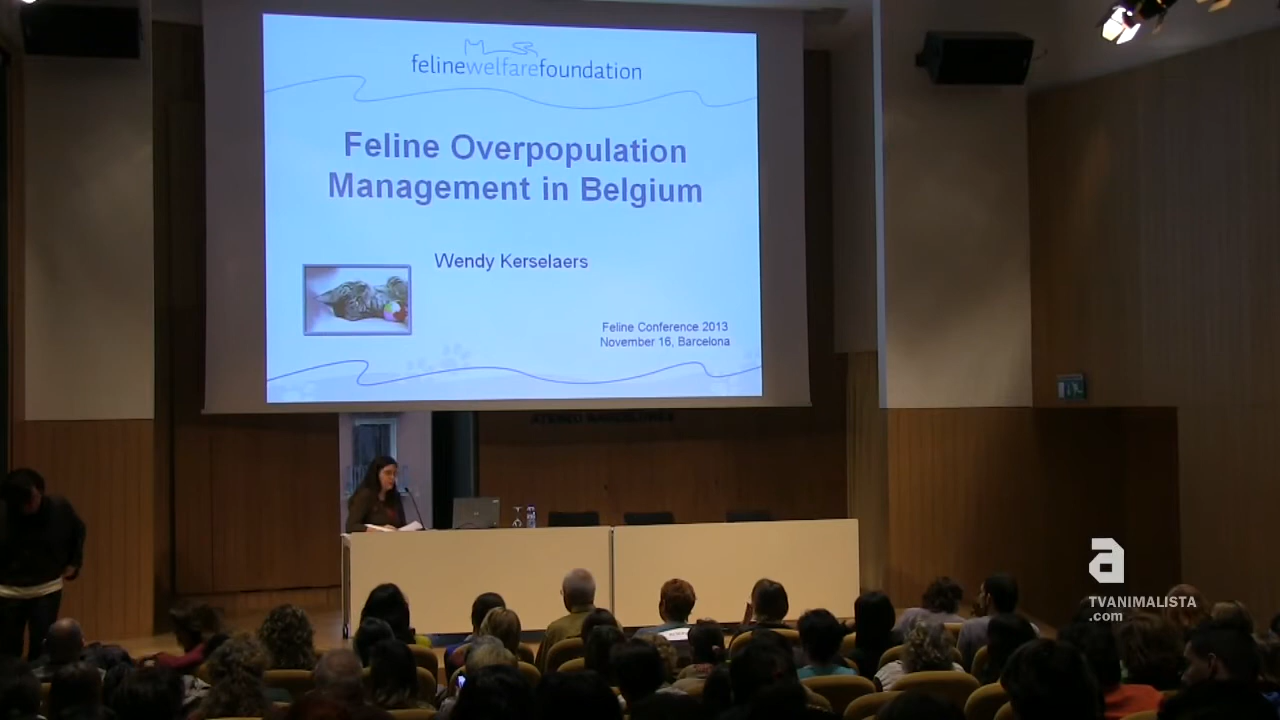 felinewelfarefoundation
Feline Overpopulation
Management in Belgium
Wendy Kerselaers
Feline Conference 2013
November 16, Barcelona
a
TVANIMALISTA
.com